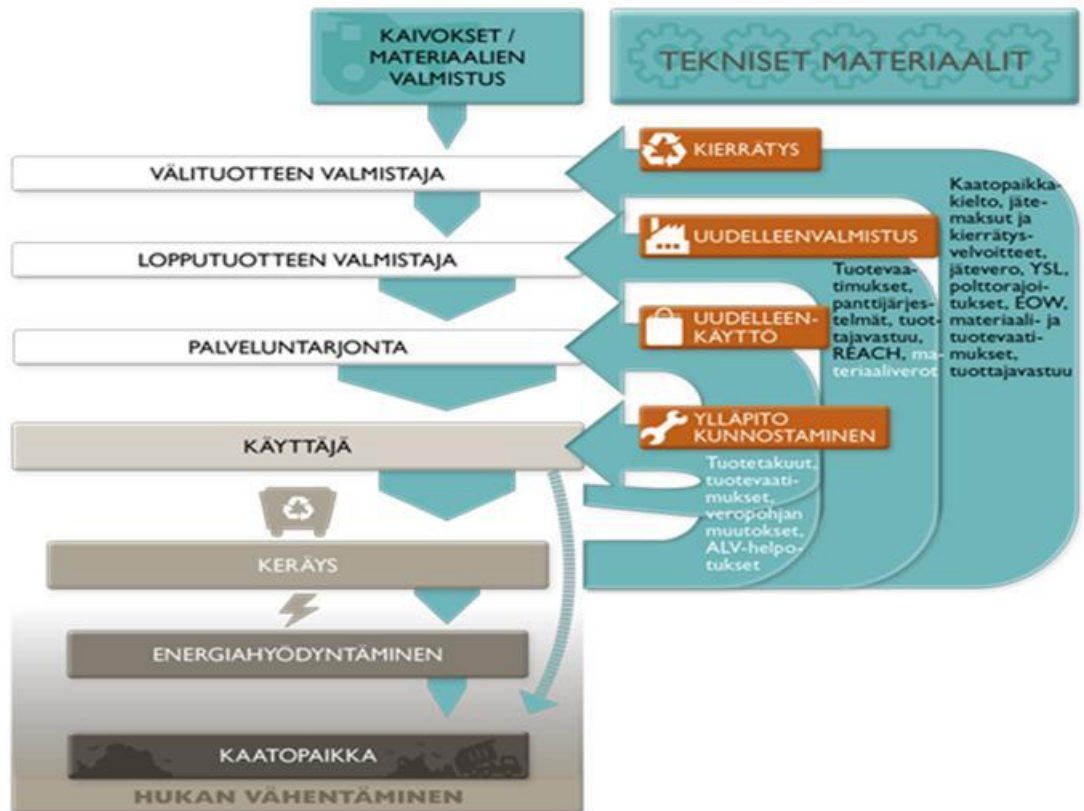 KAIVOKSET /
MATERIAALIEN
VALMISTUS
TEKNISET MATERIAALIT
KIERRÄTYS
VÄLITUOTTEEN VALMISTAJA
Kaatopaikka-
kielto, jäte-
maksut ja
kierrätys-
velvoitteet,
jätevero, YSL,
polttorajoi-
tukset, EOW,
materiaali- ja
tuotevaati-
mukset,
tuottajavastuu
UUDELLEENVALMISTUS
LOPPUTUOTTEEN VALMISTAJA
Tuotevaa-
timukset,
panttijärjes-
telmät, tuot-
tajavastuu,
REACH, ma-
teriaaliverot
UUDELLEEN-
KÄYTTÖ
PALVELUNTARJONTA
YLLÄPITO
KUNNOSTAMINEN
KÄYTTÄJÄ
Tuotetakuut,
tuotevaati-
mukset,
veropohjan
muutokset,
ALV-helpo-
tukset
KERÄYS
ENERGIAHYÖDYNTÄMINEN
KAATOPAIKKA
HUKAN VÄHENTÄMINEN